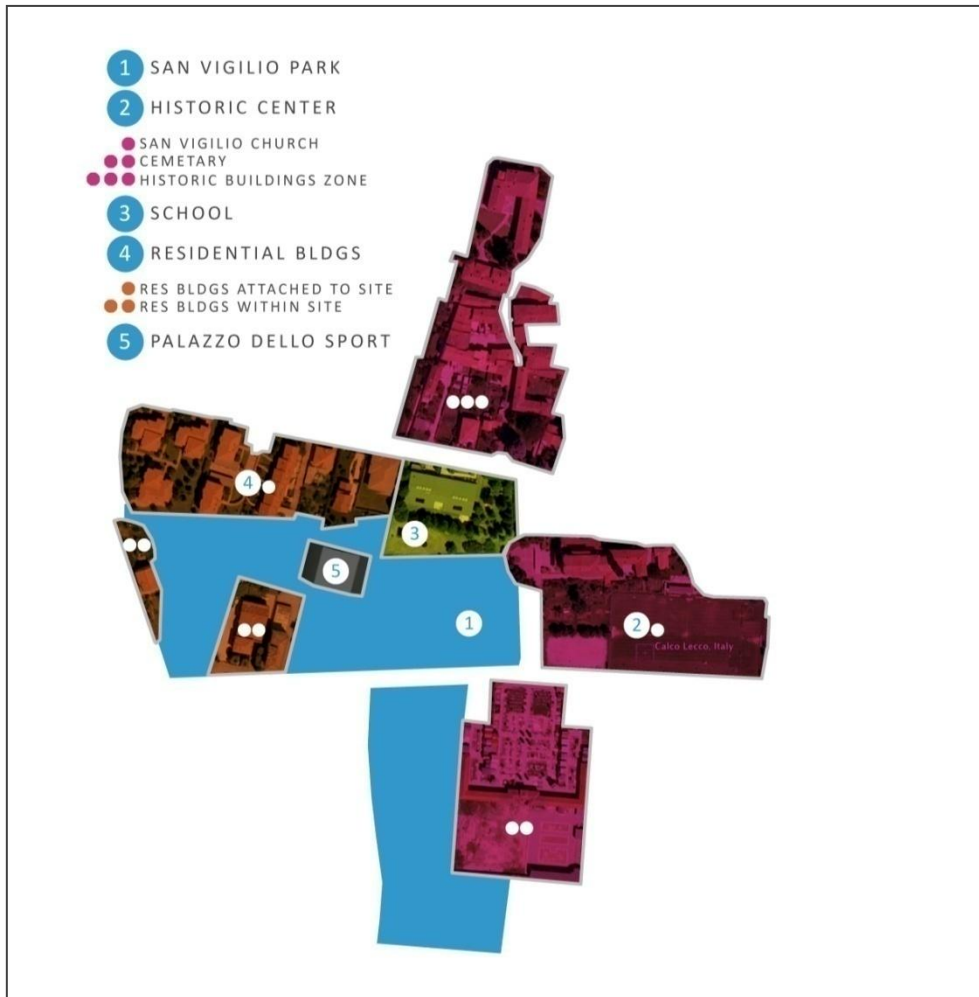 1 SAN VIGILIO PARK
2 HISTORIC CENTER
SAN VIGILIO CHURCH
CEMETARY
HISTORIC BUILDINGS ZONE
3 SCHOOL
4 RESIDENTIAL BLDGS
RES BLDGS ATTACHED TO SITE
RES BLDGS WITHIN SITE
5 PALAZZO DELLO SPORT
4
3
5
1
2
Calco Lecco, Italy